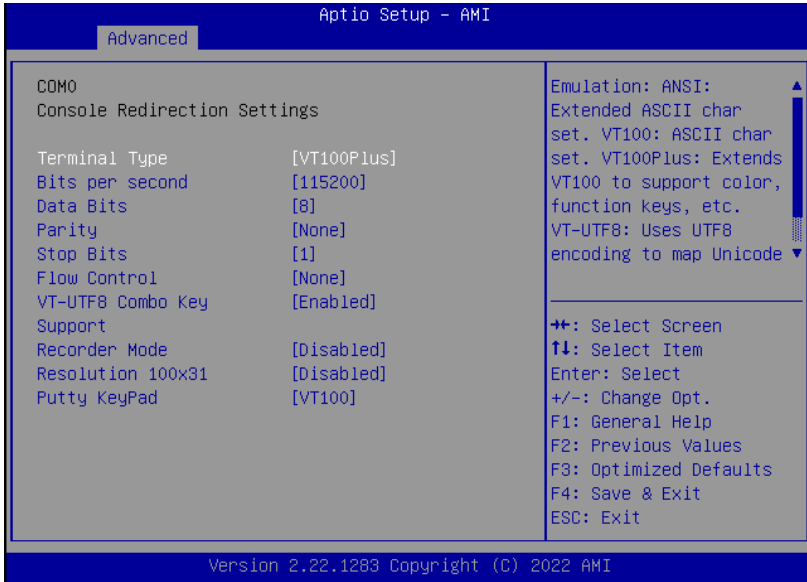 Aptio Setup - AMI
Advanced
COM0
Console Redirection Settings
Terminal Type [VT100Plus]
Bits per second [115200]
Data Bits [8]
Parity [None]
Stop Bits [1]
Flow Control [None]
VT-UTF8 Combo Key [Enabled]
Support
Recorder Mode [Disabled]
Resolution 100x31 [Disabled]
Putty KeyPad [VT100]
Emulation: ANSI:
Extended ASCII char
set. VT100: ASCII char
set. VT100Plus: Extends
VT100 to support color,
function keys, etc.
VT-UTF8: Uses UTF8
encoding to map Unicode
→←: Select Screen
↑↓: Select Item
Enter: Select
+/-: Change Opt.
F1: General Help
F2: Previous Values
F3: Optimized Defaults
F4: Save & Exit
ESC: Exit
Version 2.22.1283 Copyright (C) 2022 AMI